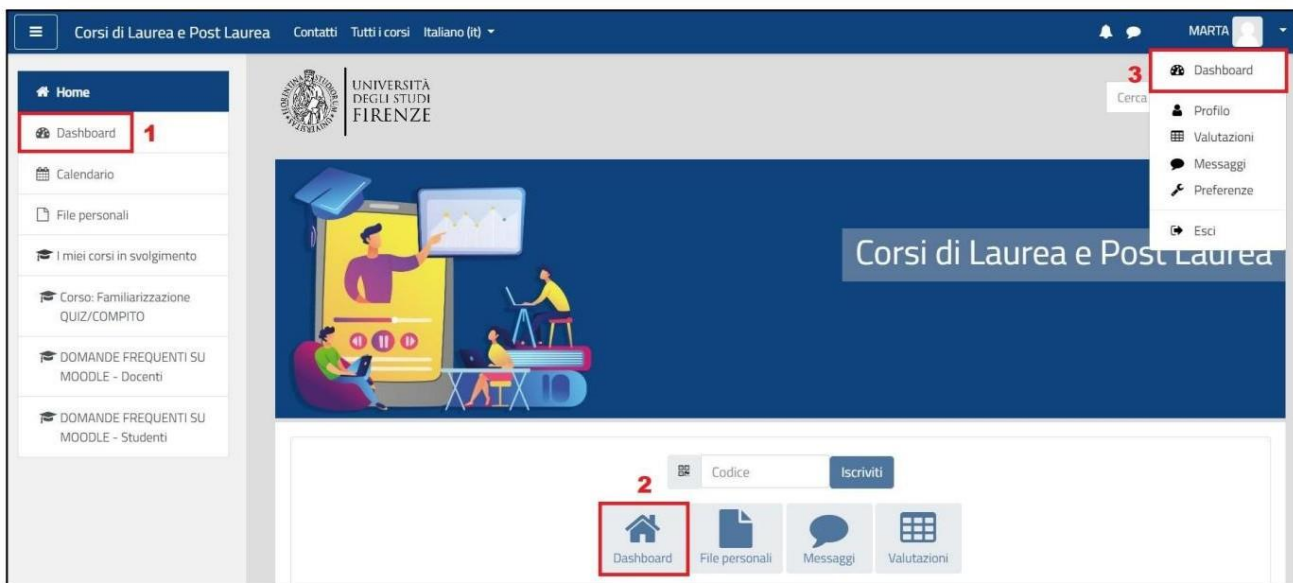 Corsi di Laurea e Post Laurea Contatti Tutti i corsi Italiano (it) MARTA
Home
Dashboard 1
Calendario
File personali
I miei corsi in svolgimento
Corso: Familiarizzazione
QUIZ/COMPITO
DOMANDE FREQUENTI SU
MOODLE - Docenti
DOMANDE FREQUENTI SU
MOODLE - Studenti
UNIVERSITÀ
DEGLI STUDI
FIRENZE
Cerca
3 Dashboard
Profilo
Valutazioni
Messaggi
Preferenze
Esci
Corsi di Laurea e Post Laurea
Codice Iscriviti
2
Dashboard File personali Messaggi Valutazioni